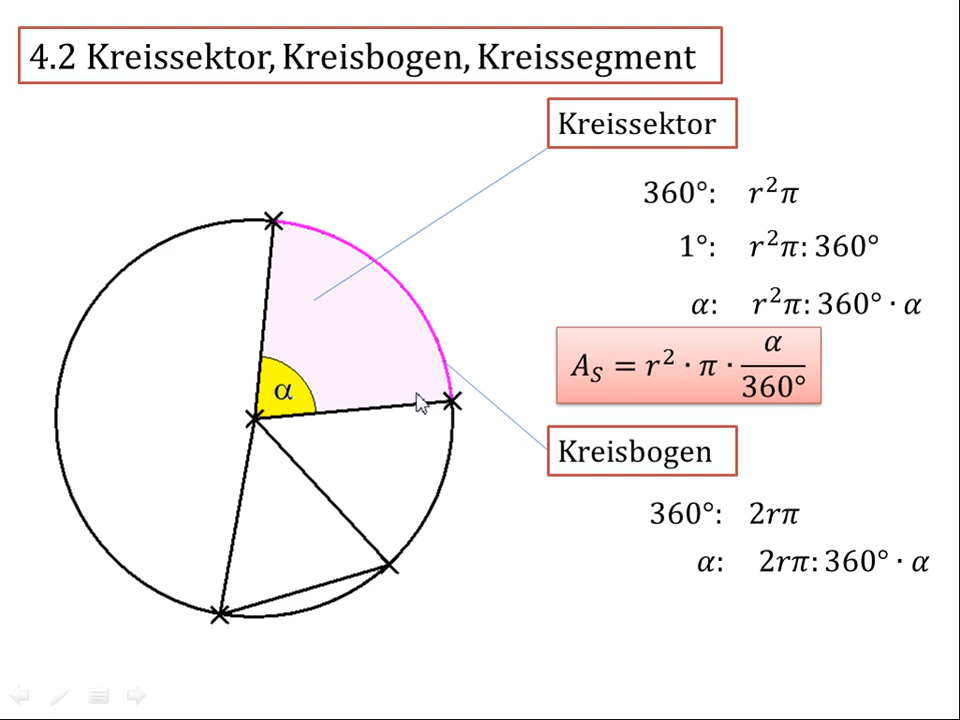 4.2 Kreissektor, Kreisbogen, Kreissegment
Kreissektor
360°: r²π
1°: r²π: 360°
α: r²π: 360° · α
A_S = r² · π · α/360°
α
Kreisbogen
360°: 2rπ
α: 2rπ: 360° · α